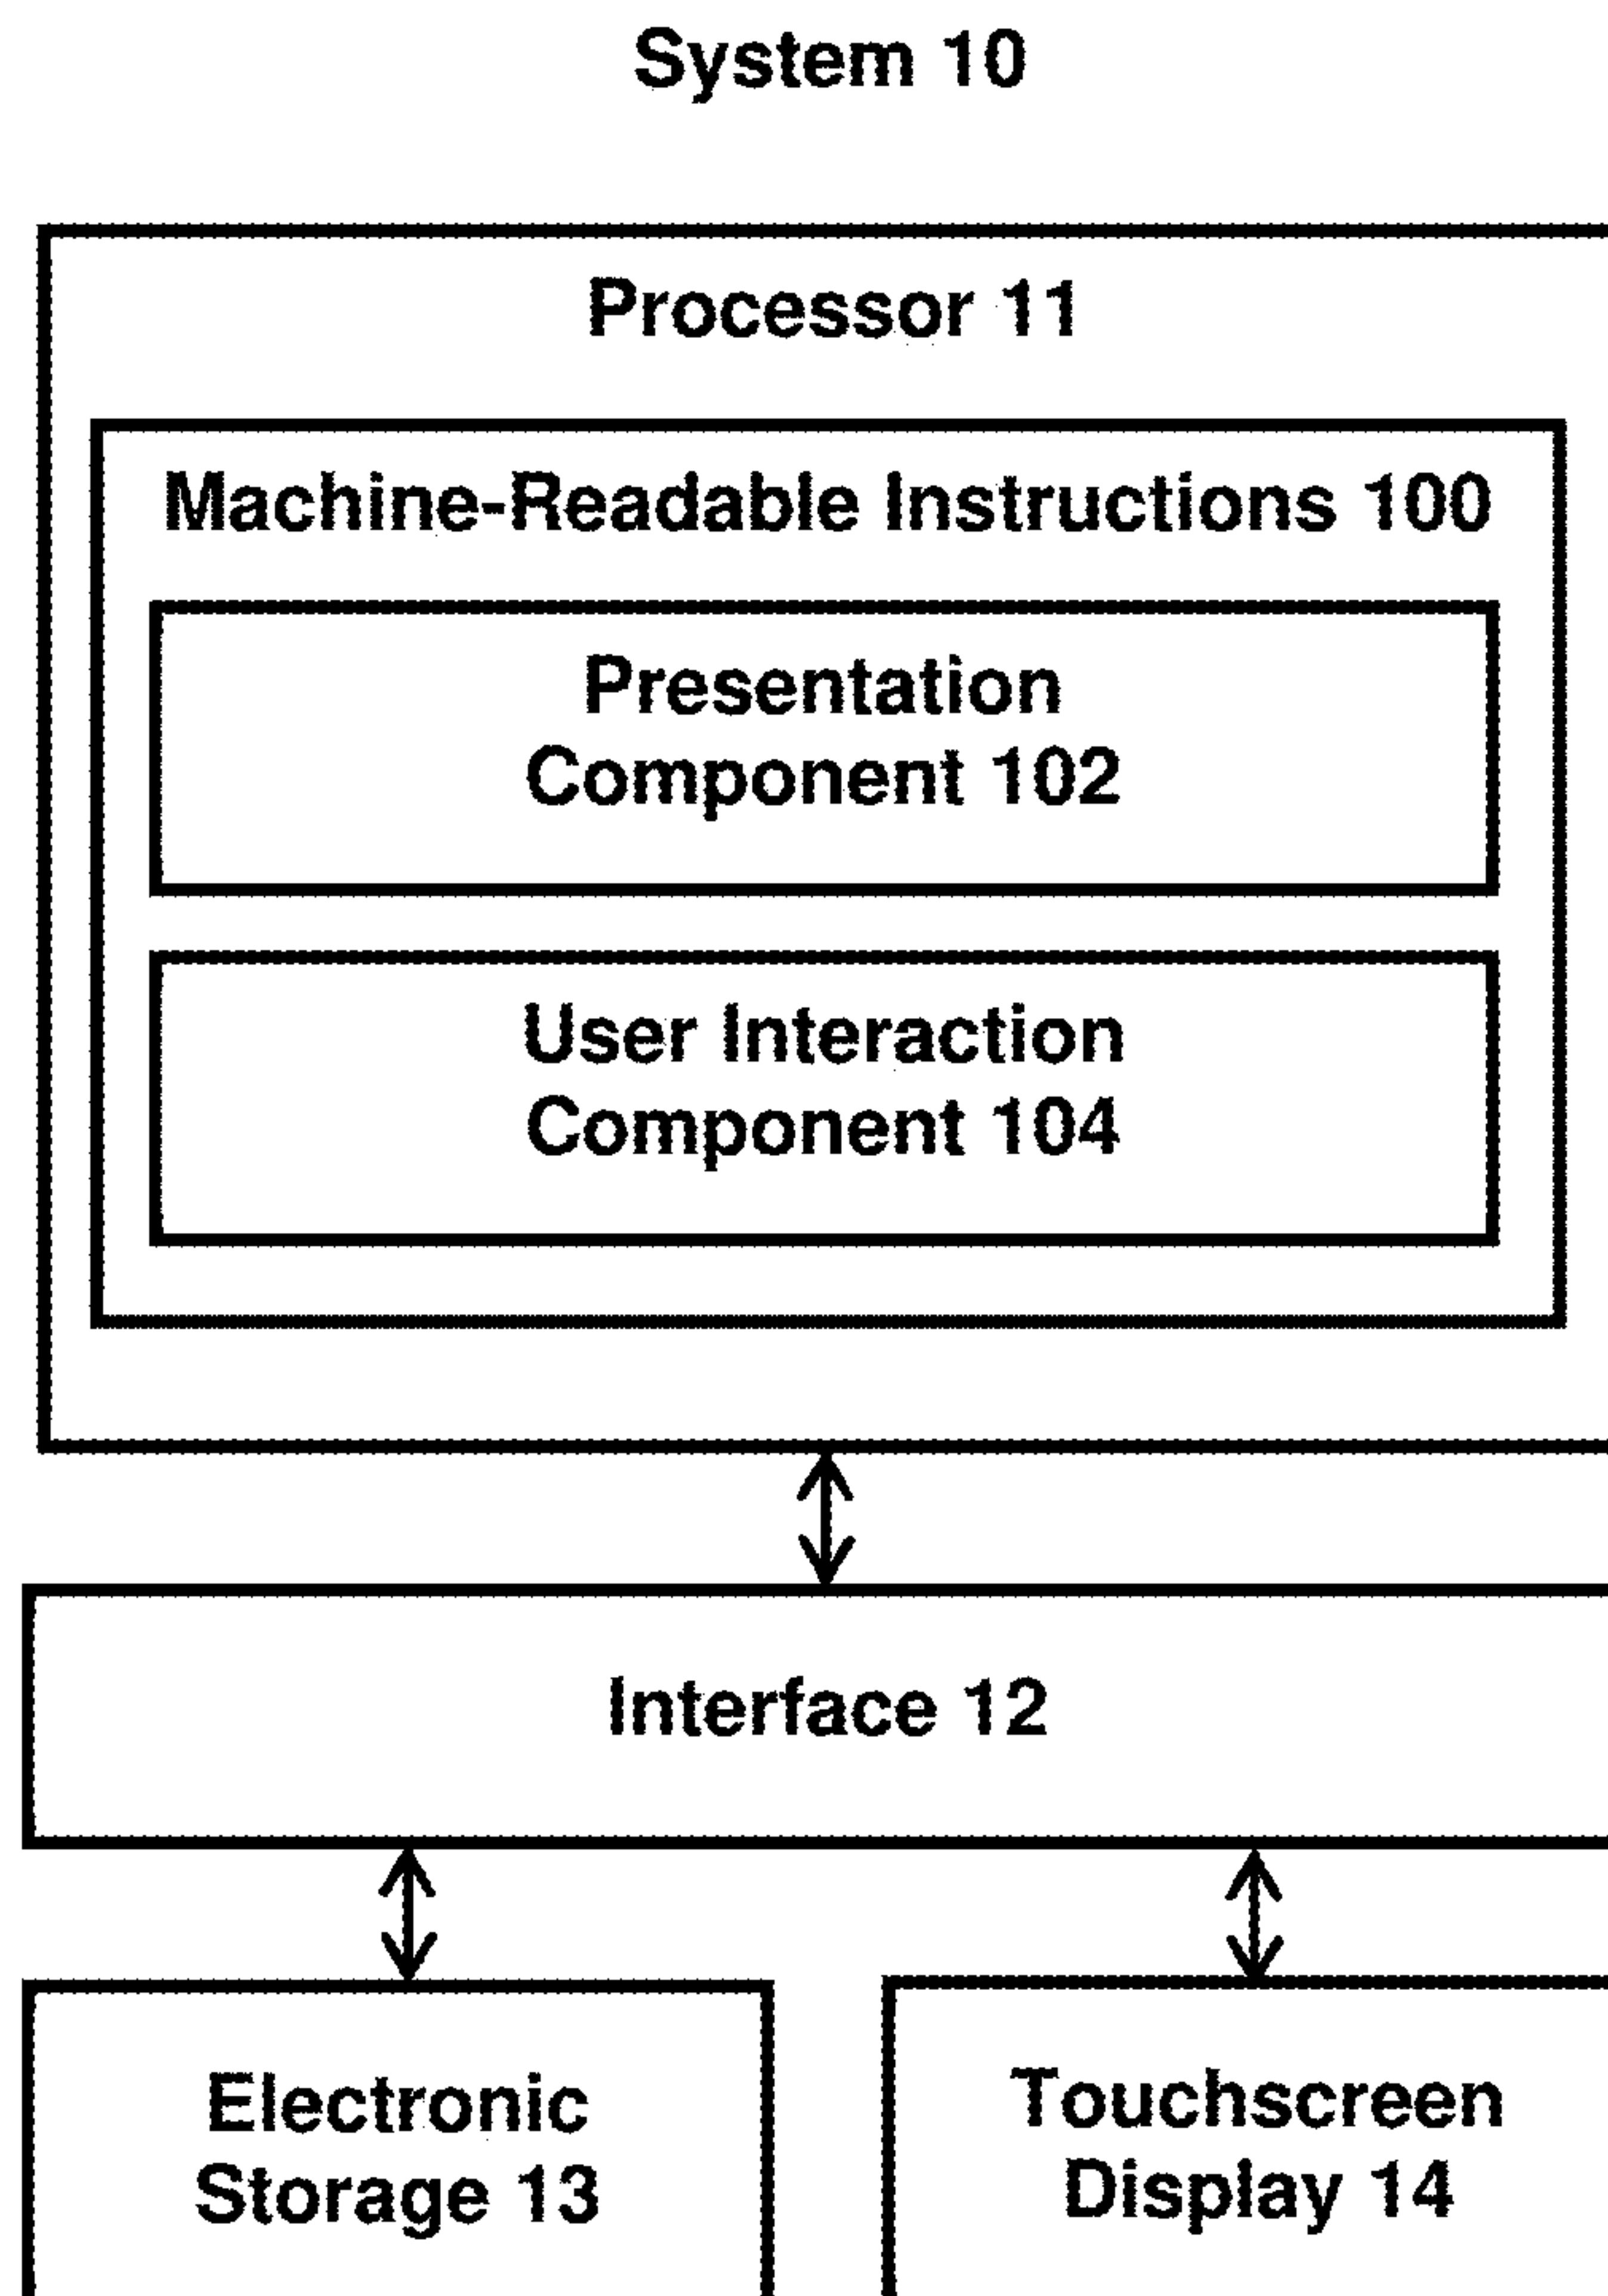 System 10
Processor 11
Machine-Readable Instructions 100
Presentation
Component 102
User Interaction
Component 104
Interface 12
Electronic
Storage 13
Touchscreen
Display 14